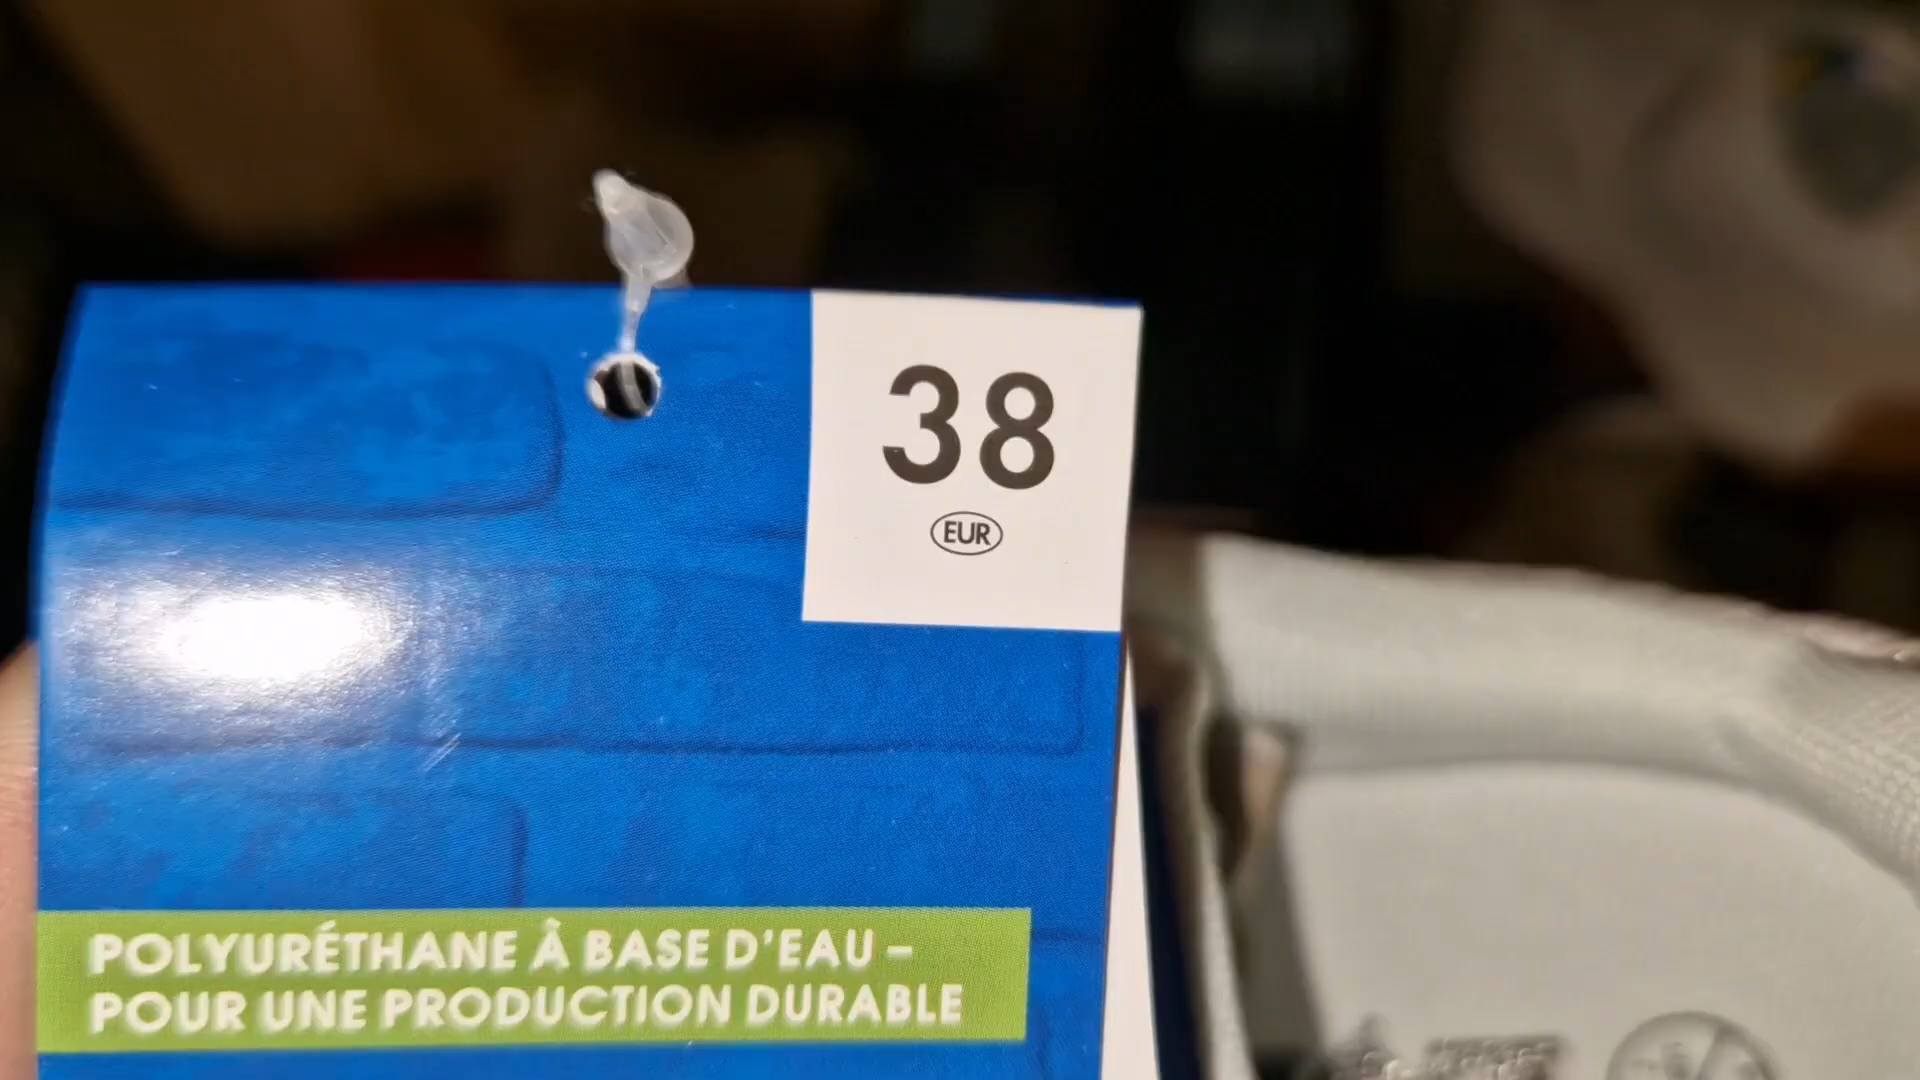 38
EUR
POLYURÉTHANE À BASE D'EAU –
POUR UNE PRODUCTION DURABLE